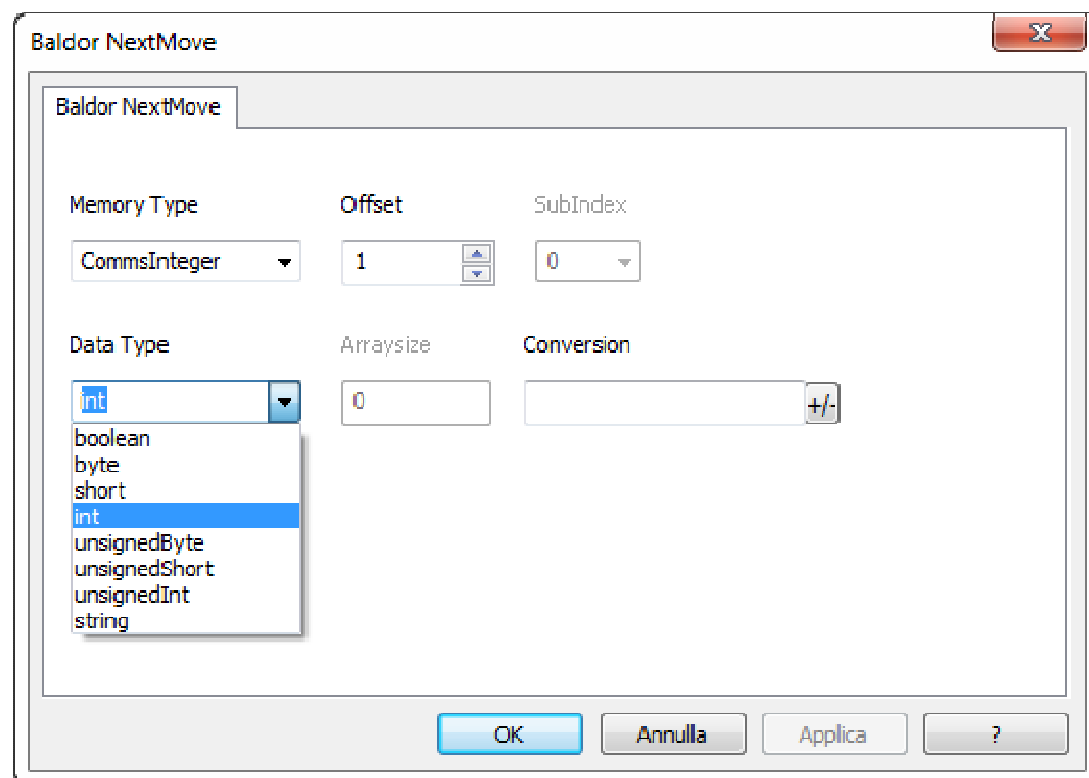 Baldor NextMove
Baldor NextMove
Memory Type Offset SubIndex
CommsInteger 1 0
Data Type Arraysize Conversion
int 0 +/-
boolean
byte
short
int
unsignedByte
unsignedShort
unsignedInt
string
OK Annulla Applica ?